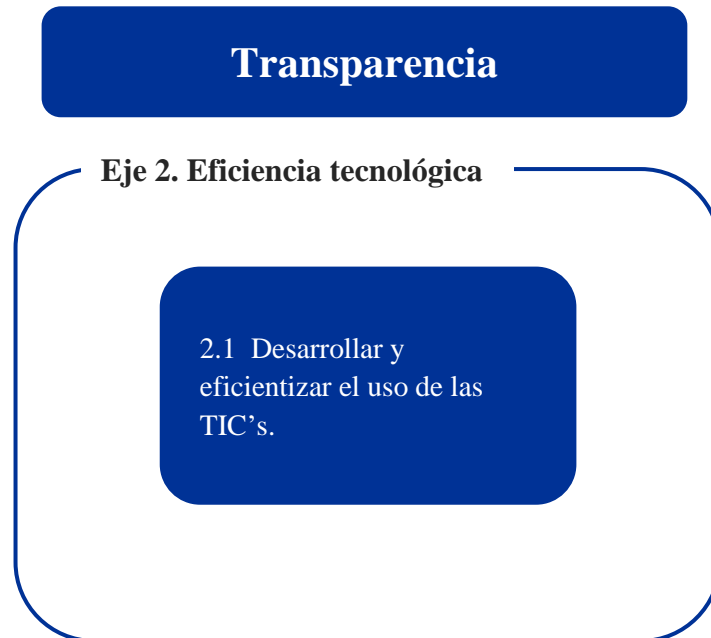 Transparencia
Eje 2. Eficiencia tecnológica
2.1  Desarrollar y
eficientizar el uso de las
TIC’s.